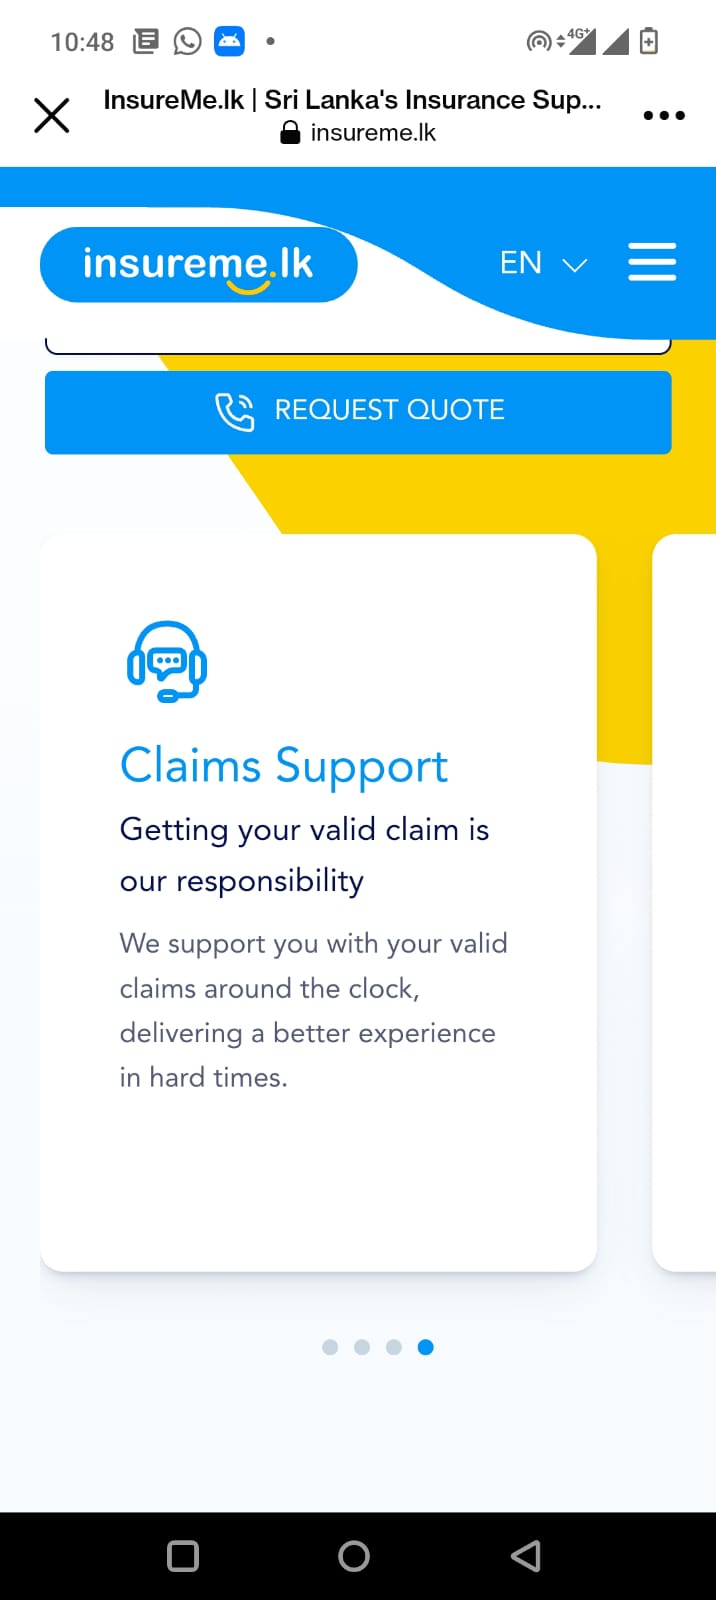 10:48
4G+
InsureMe.lk | Sri Lanka's Insurance Sup...
insureme.lk
insureme.lk
EN
REQUEST QUOTE
Claims Support
Getting your valid claim is
our responsibility
We support you with your valid
claims around the clock,
delivering a better experience
in hard times.